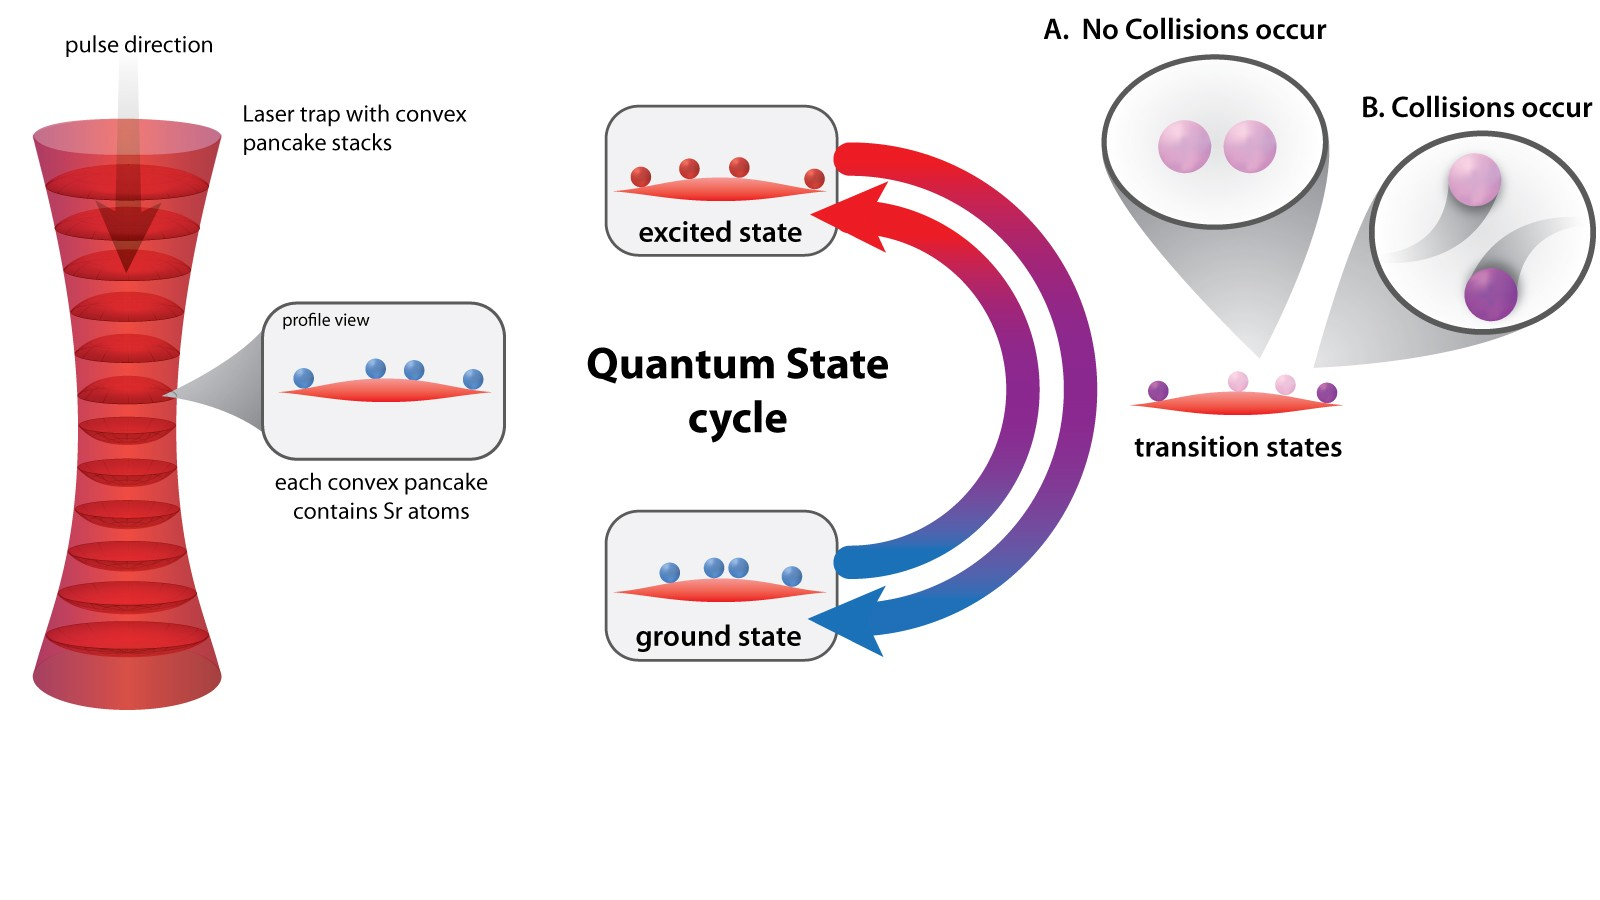 pulse direction
Laser trap with convex
pancake stacks
profile view
each convex pancake
contains Sr atoms
excited state
Quantum State
cycle
ground state
A. No Collisions occur
B. Collisions occur
transition states